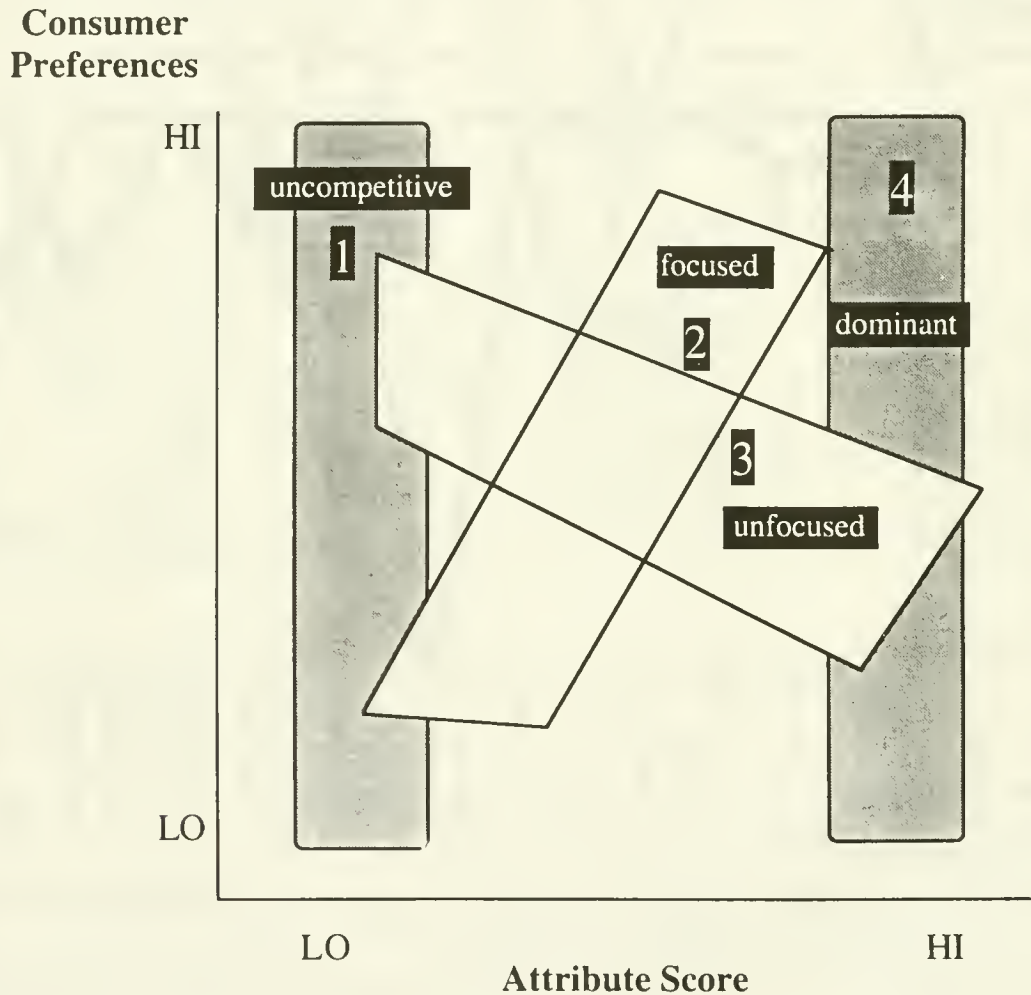 Consumer
Preferences
HI
uncompetitive
1
4
focused
2
dominant
3
unfocused
LO
LO
HI
Attribute Score